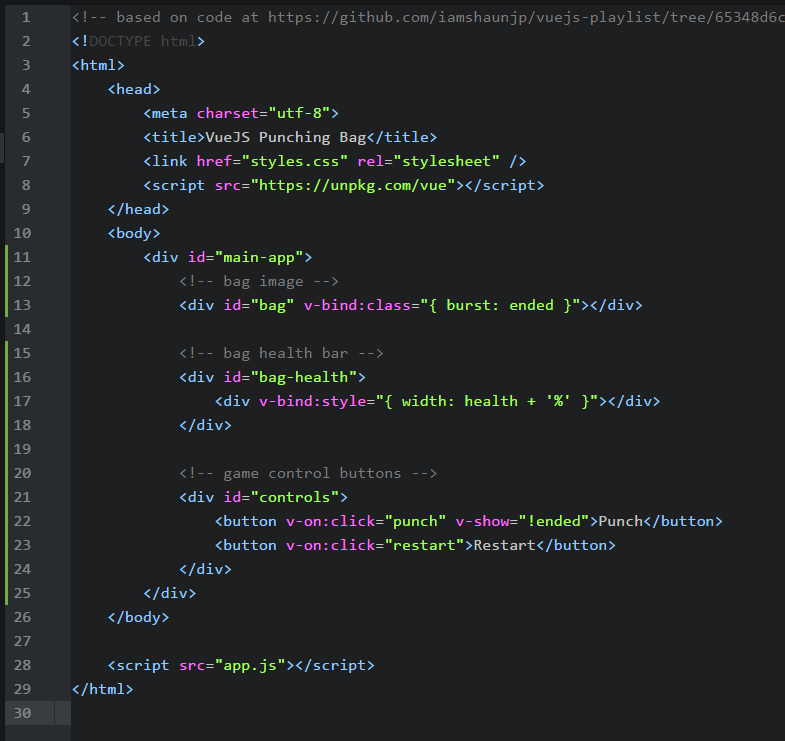 1 <!-- based on code at https://github.com/iamshaunjp/vuejs-playlist/tree/65348d6c
2 <!DOCTYPE html>
3 <html>
4     <head>
5         <meta charset="utf-8">
6         <title>VueJS Punching Bag</title>
7         <link href="styles.css" rel="stylesheet" />
8         <script src="https://unpkg.com/vue"></script>
9     </head>
10     <body>
11         <div id="main-app">
12             <!-- bag image -->
13             <div id="bag" v-bind:class="{ burst: ended }"></div>
14
15             <!-- bag health bar -->
16             <div id="bag-health">
17                 <div v-bind:style="{ width: health + '%' }"></div>
18             </div>
19
20             <!-- game control buttons -->
21             <div id="controls">
22                 <button v-on:click="punch" v-show="!ended">Punch</button>
23                 <button v-on:click="restart">Restart</button>
24             </div>
25         </div>
26     </body>
27
28     <script src="app.js"></script>
29 </html>
30